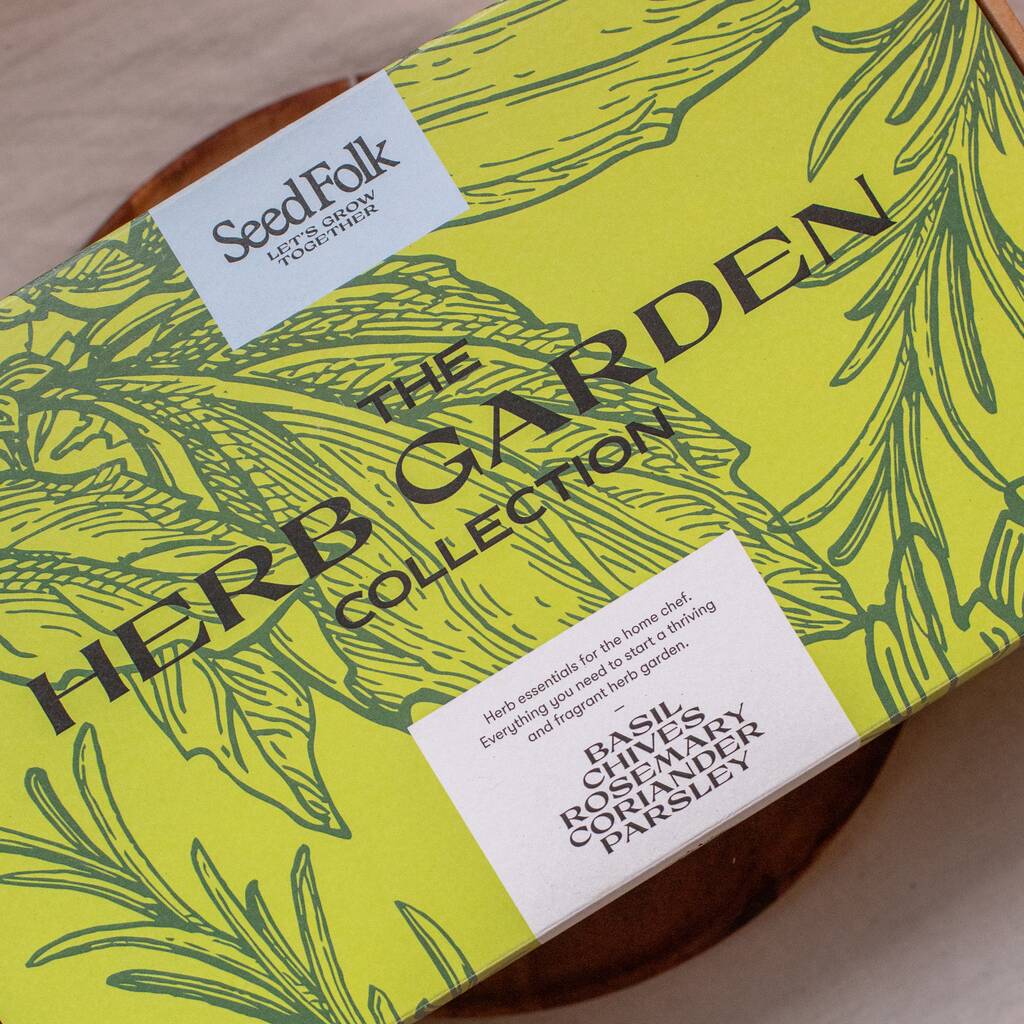 SeedFolk
LET'S GROW
TOGETHER
THE
HERB GARDEN
COLLECTION
Herb essentials for the home chef.
Everything you need to start a thriving
and fragrant herb garden.
–
BASIL
CHIVES
ROSEMARY
CORIANDER
PARSLEY